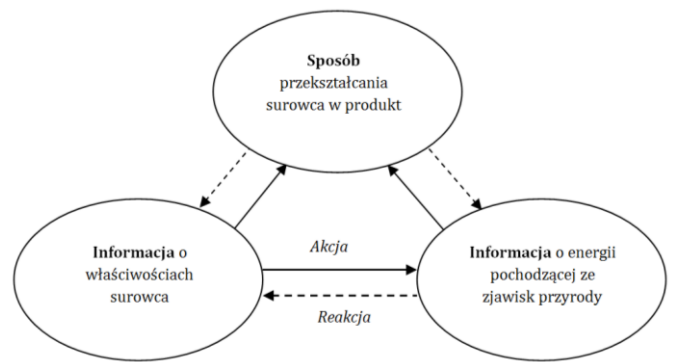 Sposób
przekształcania
surowca w produkt
Informacja o
właściwościach
surowca
Akcja
Reakcja
Informacja o energii
pochodzącej ze
zjawisk przyrody